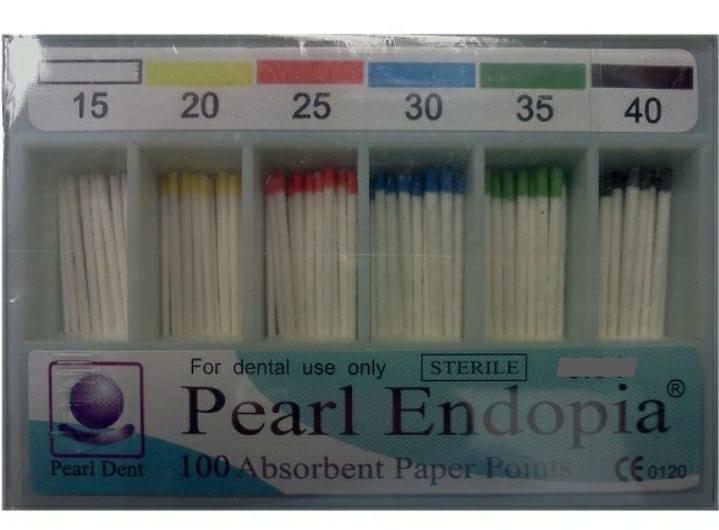 15 20 25 30 35 40
For dental use only STERILE
Pearl Endopia®
Pearl Dent 100 Absorbent Paper Points CE 0120